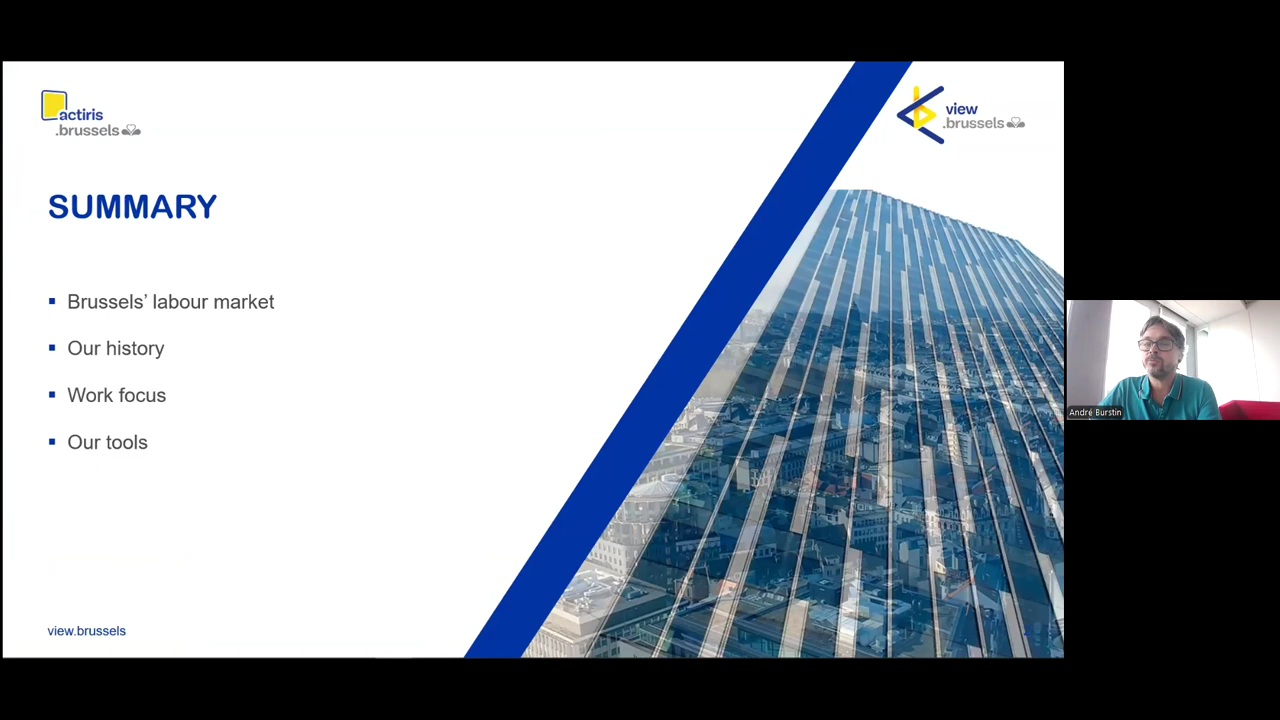 actiris
.brussels
view
.brussels
SUMMARY
▪ Brussels’ labour market
▪ Our history
▪ Work focus
▪ Our tools
André Burstin
view.brussels